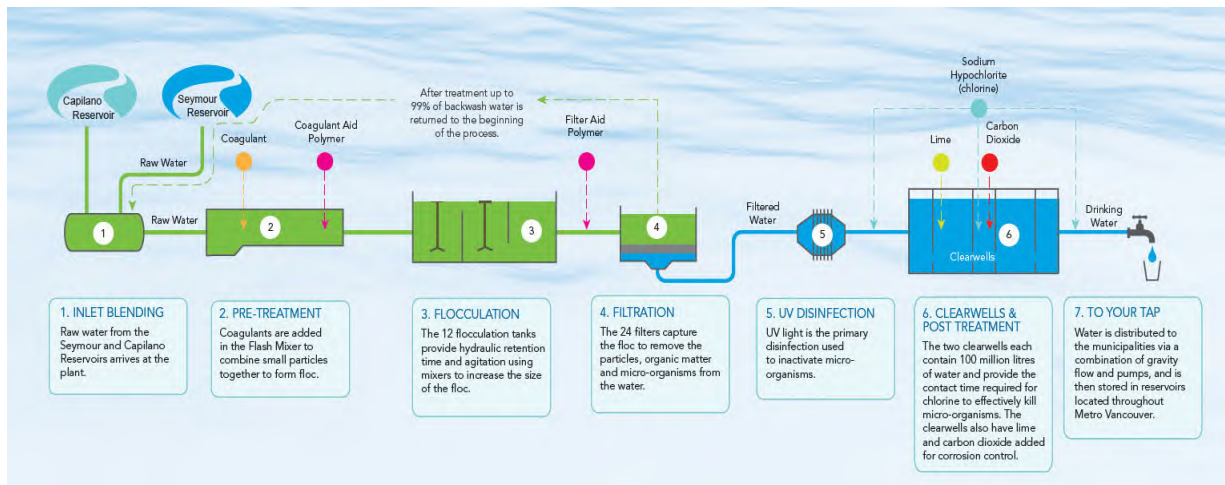 Capilano
Reservoir
Seymour
Reservoir
After treatment up to
99% of backwash water is
returned to the beginning
of the process.
Sodium
Hypochlorite
(chlorine)
Coagulant
Coagulant Aid
Polymer
Filter Aid
Polymer
Lime
Carbon
Dioxide
Raw Water
Raw Water
Filtered
Water
Drinking
Water
1
2
3
4
5
6
Clearwells
1. INLET BLENDING
Raw water from the
Seymour and Capilano
Reservoirs arrives at the
plant.
2. PRE-TREATMENT
Coagulants are added
in the Flash Mixer to
combine small particles
together to form floc.
3. FLOCCULATION
The 12 flocculation tanks
provide hydraulic retention
time and agitation using
mixers to increase the size
of the floc.
4. FILTRATION
The 24 filters capture
the floc to remove the
particles, organic matter
and micro-organisms from
the water.
5. UV DISINFECTION
UV light is the primary
disinfection used
to inactivate micro-
organisms.
6. CLEARWELLS &
POST TREATMENT
The two clearwells each
contain 100 million litres
of water and provide the
contact time required for
chlorine to effectively kill
micro-organisms. The
clearwells also have lime
and carbon dioxide added
for corrosion control.
7. TO YOUR TAP
Water is distributed to
the municipalities via a
combination of gravity
flow and pumps, and is
then stored in reservoirs
located throughout
Metro Vancouver.